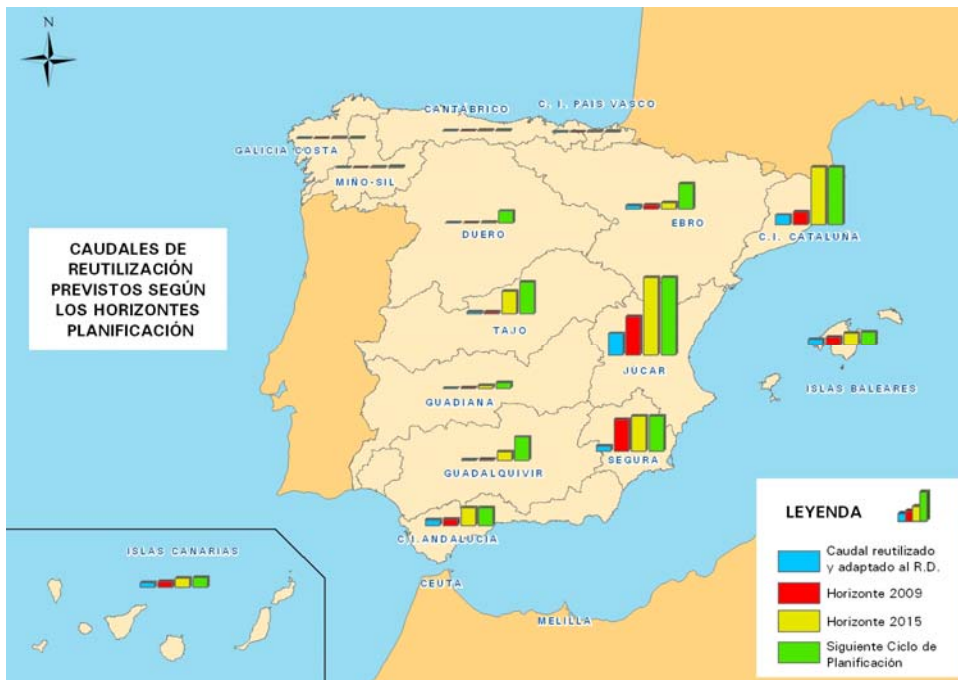 N
CANTÁBRICO
C. I. PAIS VASCO
GALICIA COSTA
MIÑO-SIL
DUERO
EBRO
C.I. CATALUÑA
CAUDALES DE
REUTILIZACIÓN
PREVISTOS SEGÚN
LOS HORIZONTES
PLANIFICACIÓN
TAJO
JÚCAR
ISLAS BALEARES
GUADIANA
GUADALQUIVIR
SEGURA
C.I.ANDALUCIA
ISLAS CANARIAS
CEUTA
MELILLA
LEYENDA
Caudal reutilizado
y adaptado al R.D.
Horizonte 2009
Horizonte 2015
Siguiente Ciclo de
Planificación